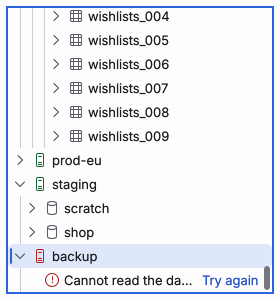 wishlists_004
wishlists_005
wishlists_006
wishlists_007
wishlists_008
wishlists_009
prod-eu
staging
scratch
shop
backup
Cannot read the da... Try again